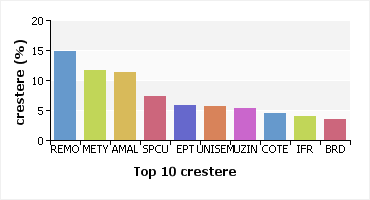 crestere (%)
20
15
10
5
0
REMO METY AMAL SPCU EPT UNISEM UZIN COTE IFR BRD
Top 10 crestere